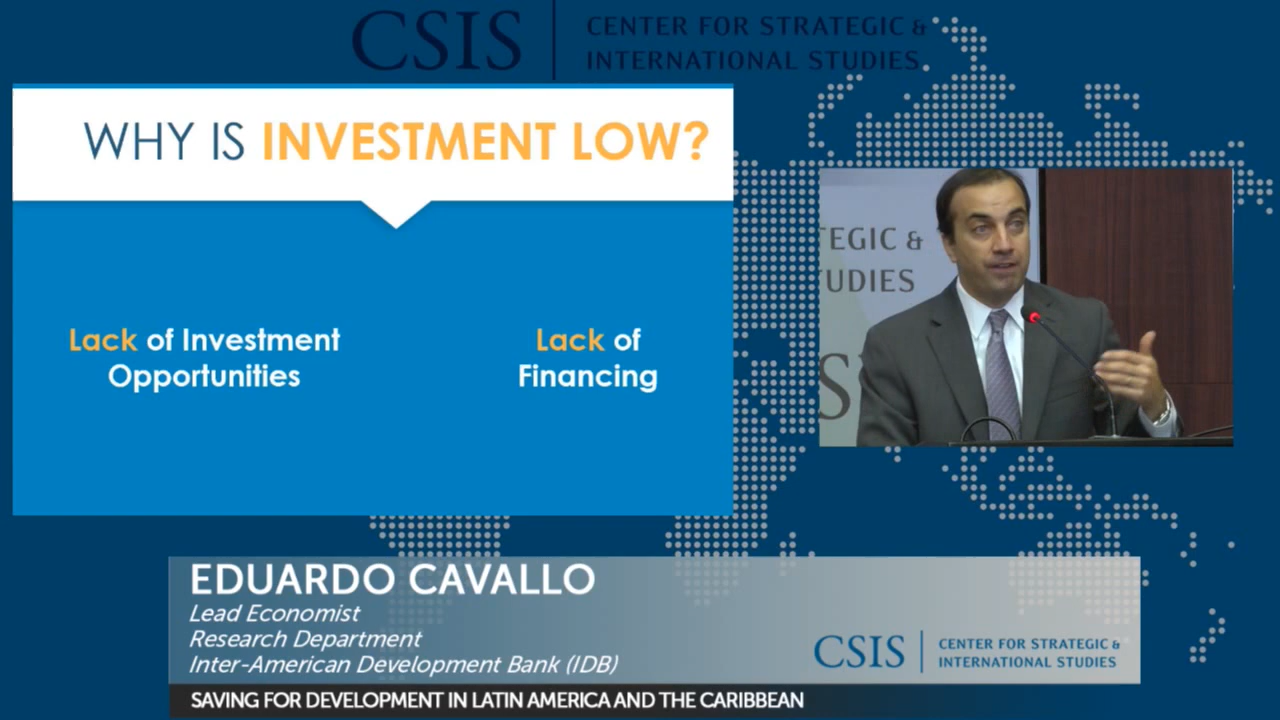 CSIS
CENTER FOR STRATEGIC &
INTERNATIONAL STUDIES
WHY IS INVESTMENT LOW?
Lack of Investment
Opportunities
Lack of
Financing
TEGIC &
UDIES
S
EDUARDO CAVALLO
Lead Economist
Research Department
Inter-American Development Bank (IDB)
CSIS
CENTER FOR STRATEGIC &
INTERNATIONAL STUDIES
SAVING FOR DEVELOPMENT IN LATIN AMERICA AND THE CARIBBEAN